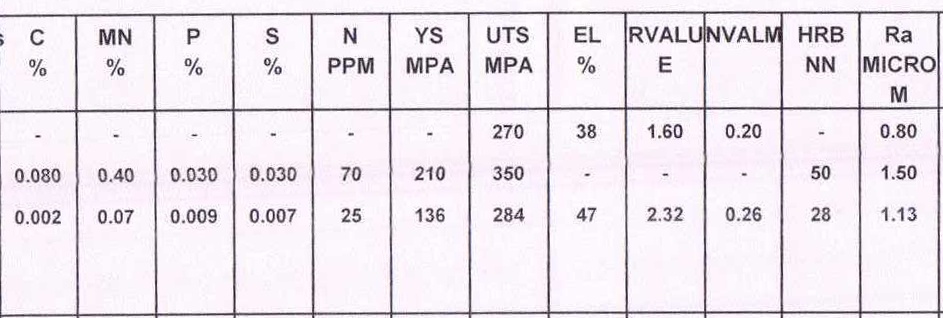 s C MN P S N YS UTS EL RVALU NVALM HRB Ra
% % % % PPM MPA MPA % E NN MICRO
M
- - - - - - 270 38 1.60 0.20 - 0.80
0.080 0.40 0.030 0.030 70 210 350 - - - 50 1.50
0.002 0.07 0.009 0.007 25 136 284 47 2.32 0.26 28 1.13